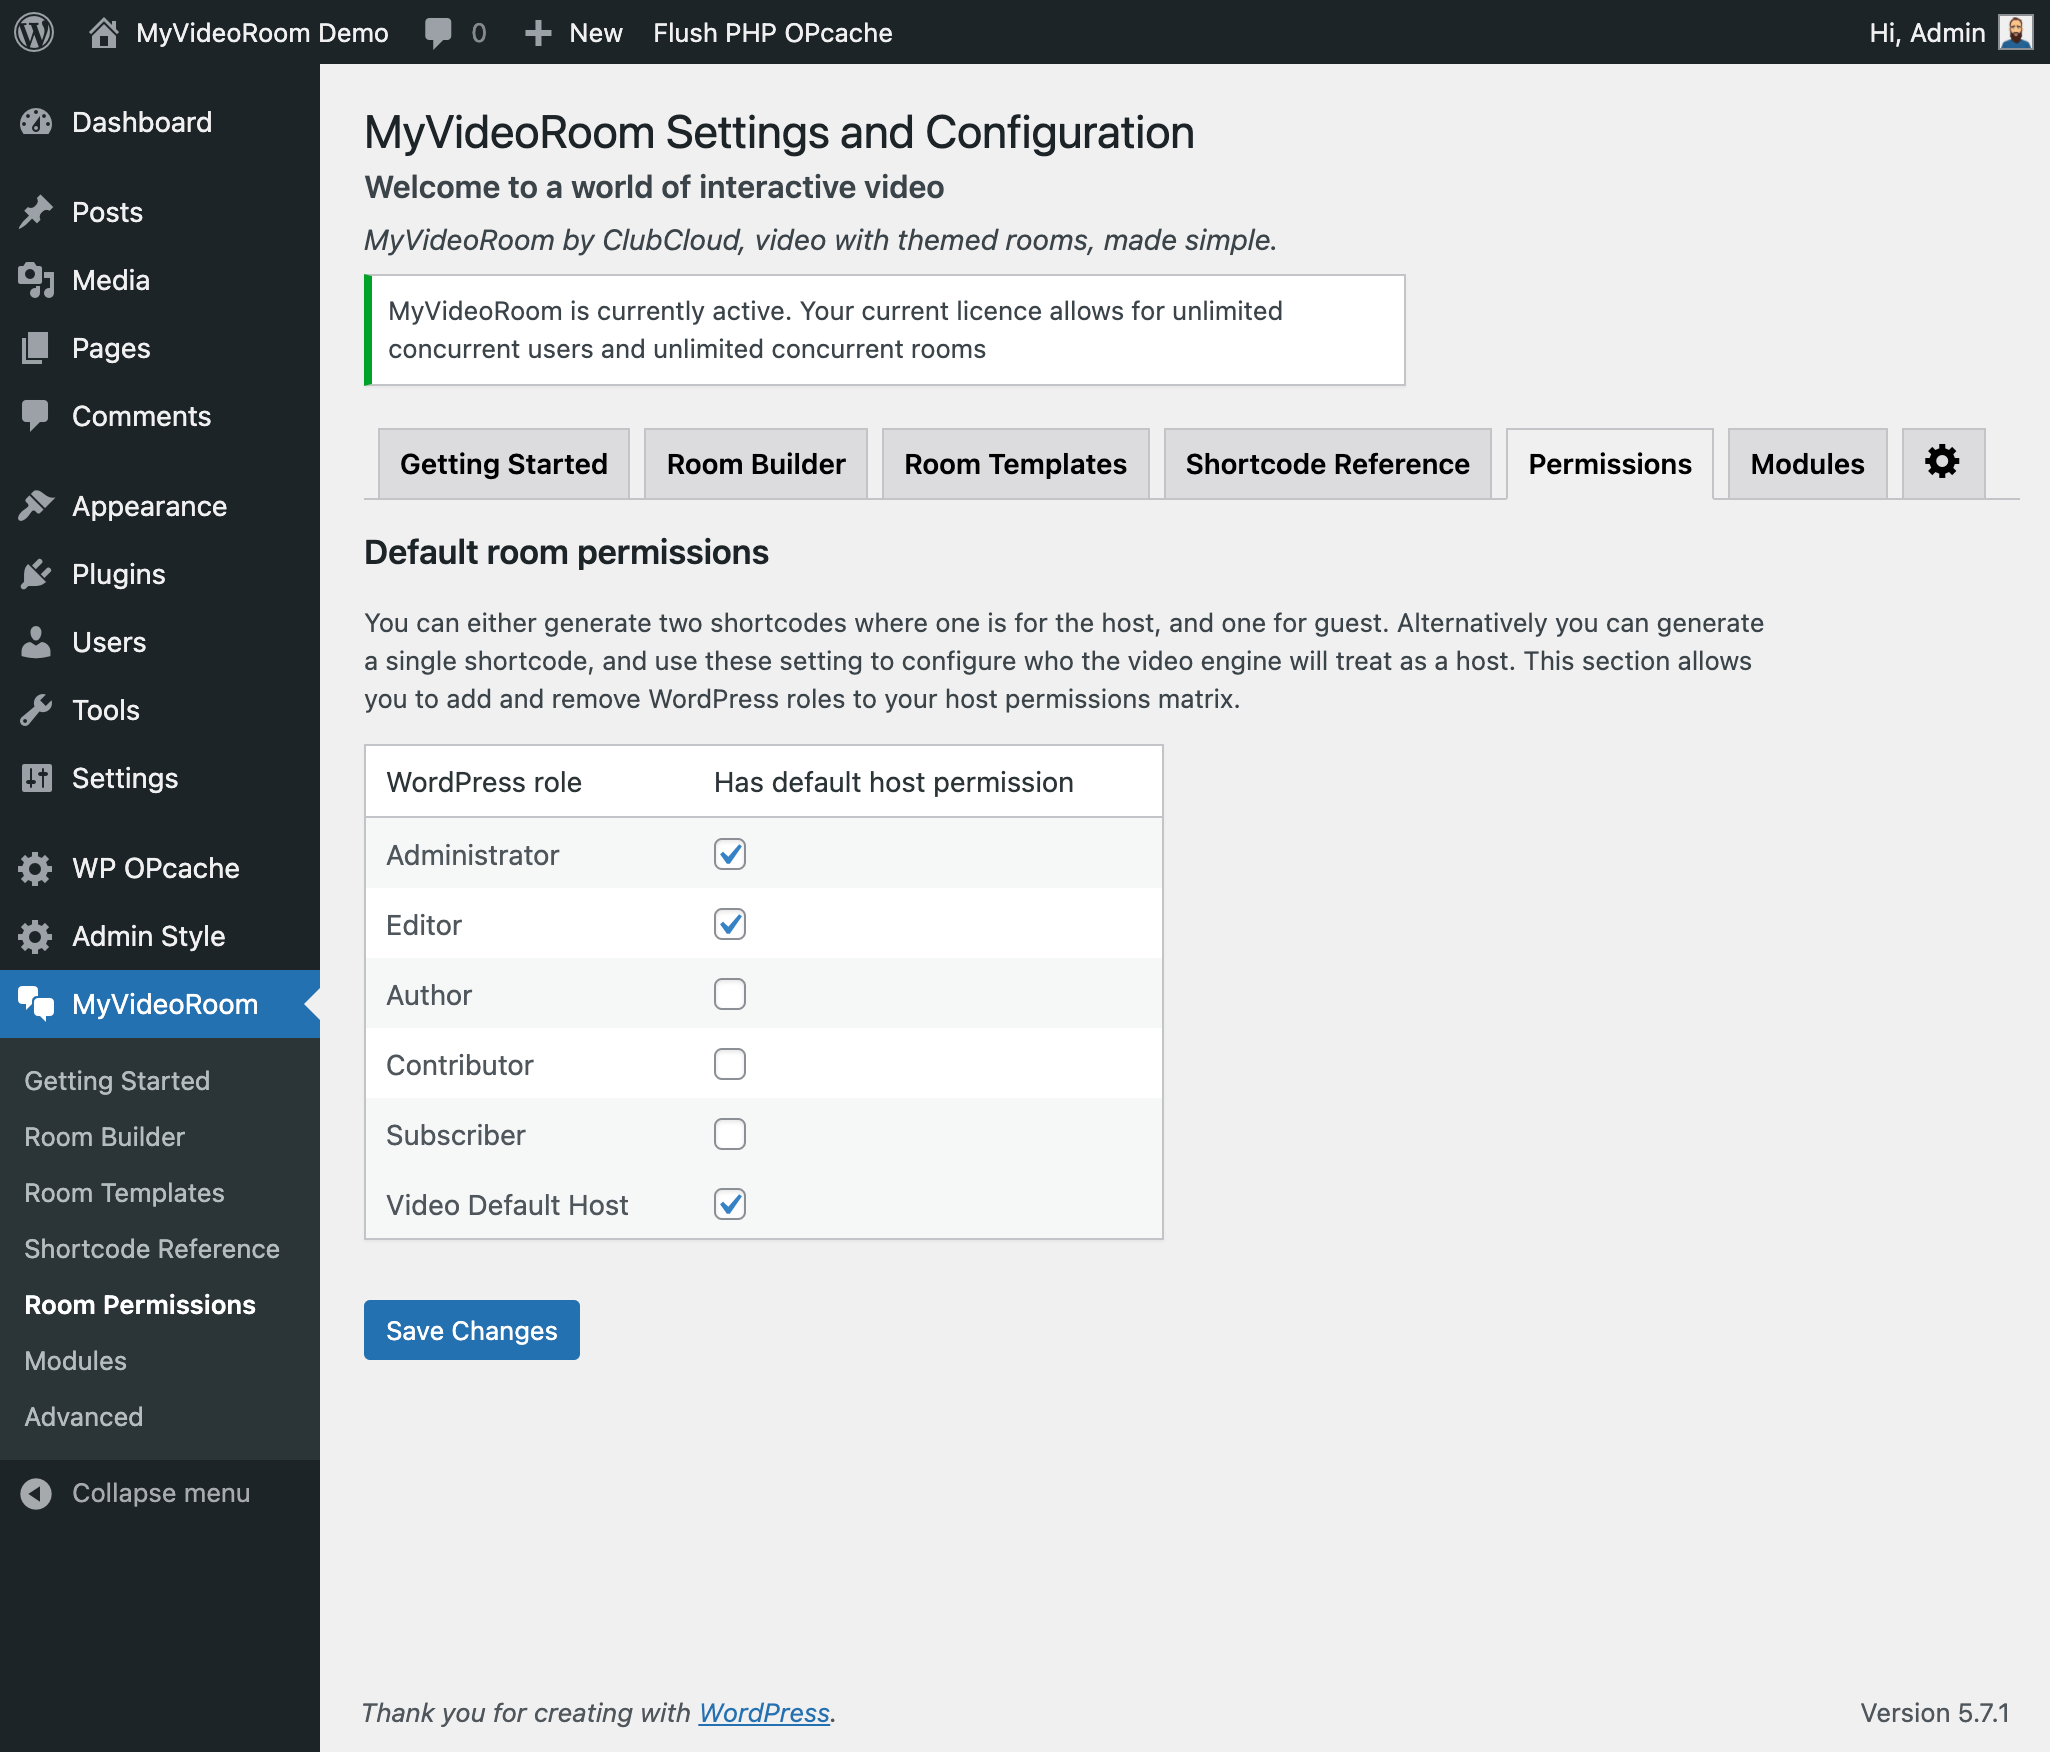 MyVideoRoom Demo
0
New
Flush PHP OPcache
Hi, Admin
Dashboard
Posts
Media
Pages
Comments
Appearance
Plugins
Users
Tools
Settings
WP OPcache
Admin Style
MyVideoRoom
Getting Started
Room Builder
Room Templates
Shortcode Reference
Room Permissions
Modules
Advanced
Collapse menu
MyVideoRoom Settings and Configuration
Welcome to a world of interactive video
MyVideoRoom by ClubCloud, video with themed rooms, made simple.
MyVideoRoom is currently active. Your current licence allows for unlimited
concurrent users and unlimited concurrent rooms
Getting Started
Room Builder
Room Templates
Shortcode Reference
Permissions
Modules
Default room permissions
You can either generate two shortcodes where one is for the host, and one for guest. Alternatively you can generate
a single shortcode, and use these setting to configure who the video engine will treat as a host. This section allows
you to add and remove WordPress roles to your host permissions matrix.
WordPress role
Has default host permission
Administrator
Editor
Author
Contributor
Subscriber
Video Default Host
Save Changes
Thank you for creating with WordPress.
Version 5.7.1